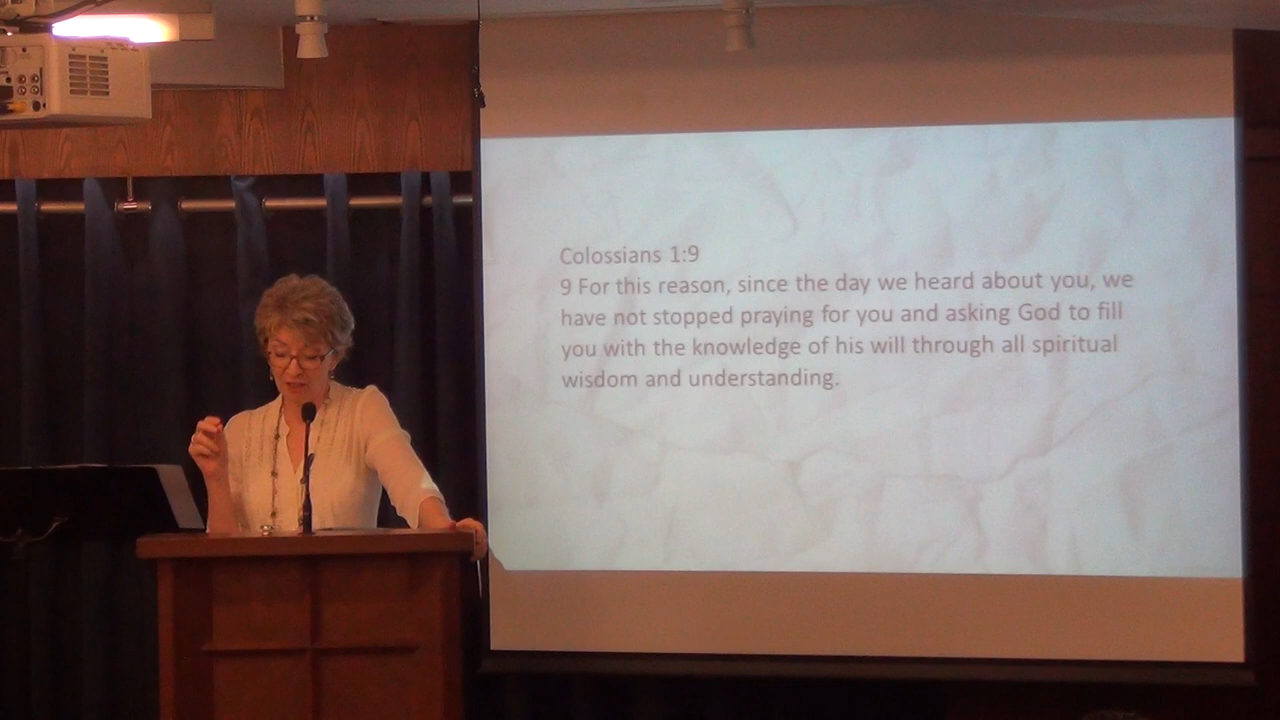 Colossians 1:9
9 For this reason, since the day we heard about you, we
have not stopped praying for you and asking God to fill
you with the knowledge of his will through all spiritual
wisdom and understanding.